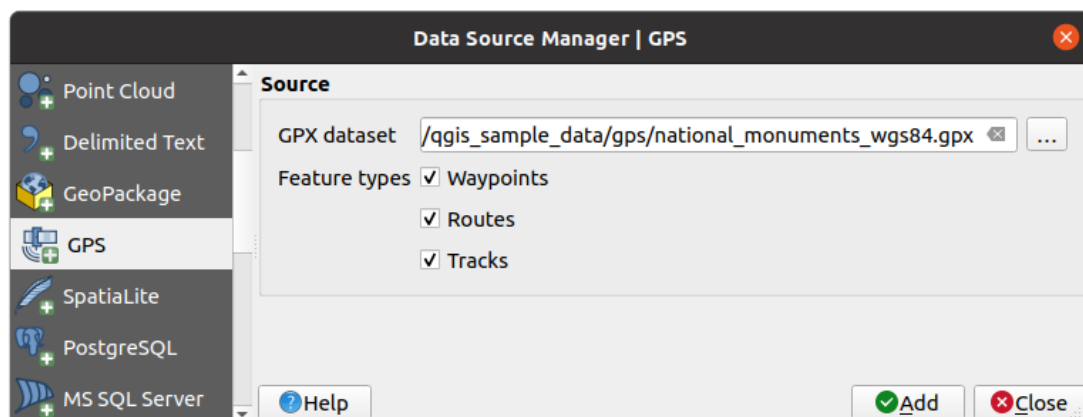 Data Source Manager | GPS
Point Cloud
Delimited Text
GeoPackage
GPS
SpatiaLite
PostgreSQL
MS SQL Server
Source
GPX dataset /qgis_sample_data/gps/national_monuments_wgs84.gpx ...
Feature types Waypoints
Routes
Tracks
Help Add Close